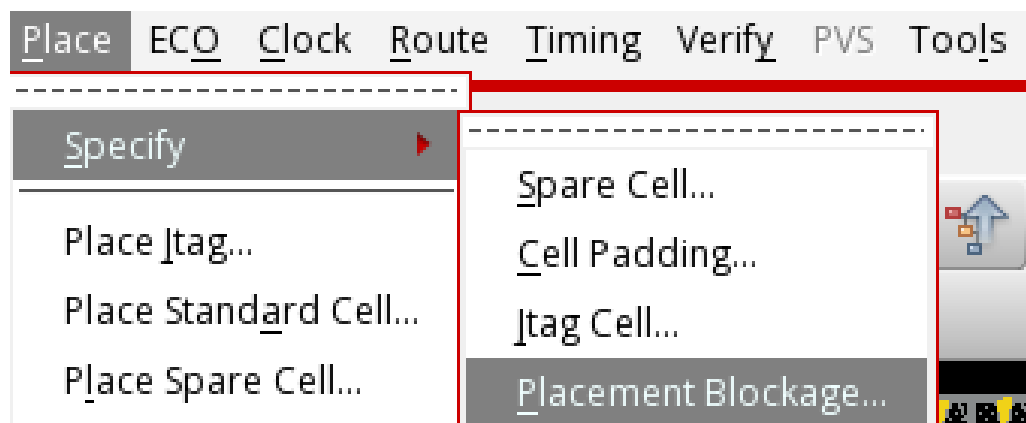 Place ECO Clock Route Timing Verify PVS Tools
Specify
Place Jtag...
Place Standard Cell...
Place Spare Cell...
Spare Cell...
Cell Padding...
Jtag Cell...
Placement Blockage...